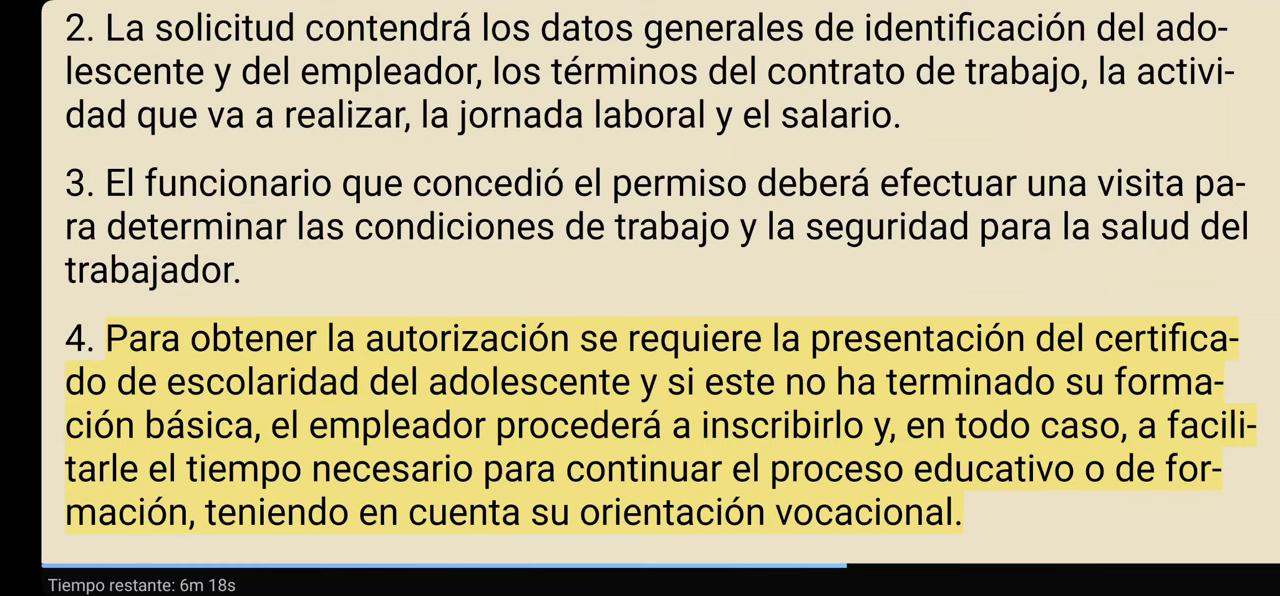 2. La solicitud contendrá los datos generales de identificación del ado-
lescente y del empleador, los términos del contrato de trabajo, la activi-
dad que va a realizar, la jornada laboral y el salario.
3. El funcionario que concedió el permiso deberá efectuar una visita pa-
ra determinar las condiciones de trabajo y la seguridad para la salud del
trabajador.
4. Para obtener la autorización se requiere la presentación del certifica-
do de escolaridad del adolescente y si este no ha terminado su forma-
ción básica, el empleador procederá a inscribirlo y, en todo caso, a facili-
tarle el tiempo necesario para continuar el proceso educativo o de for-
mación, teniendo en cuenta su orientación vocacional.
Tiempo restante: 6m 18s